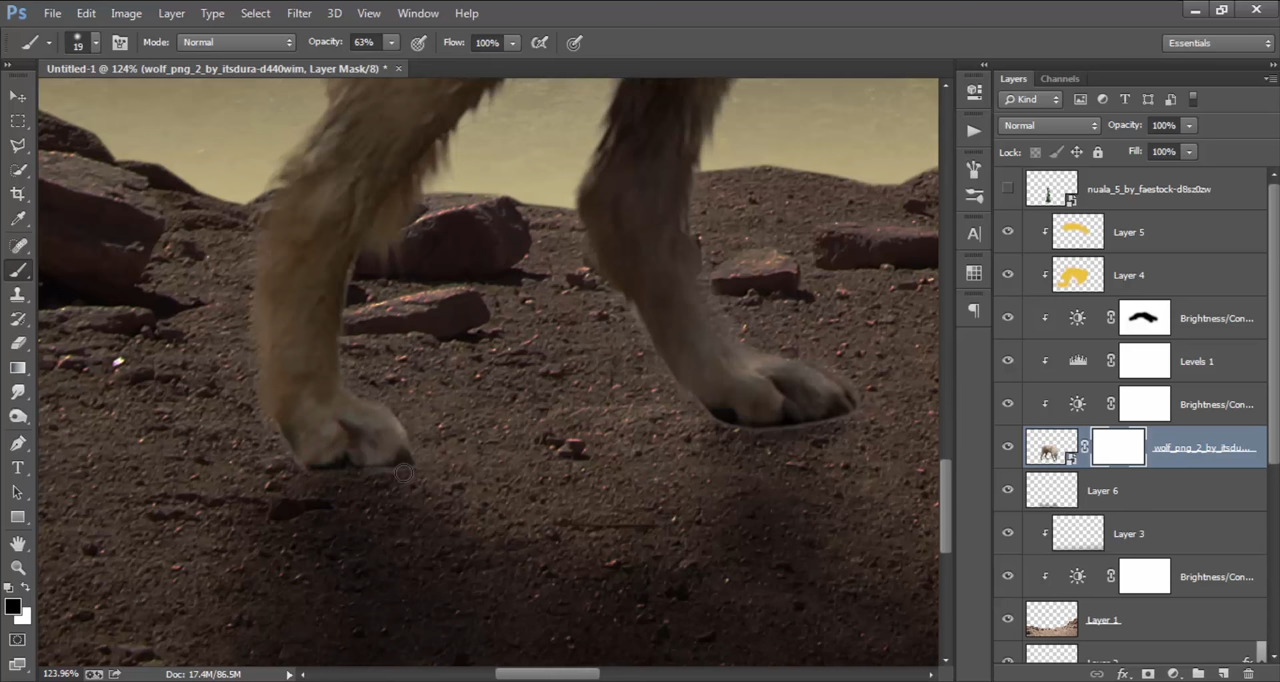 Ps File Edit Image Layer Type Select Filter 3D View Window Help
19 Mode: Normal Opacity: 63% Flow: 100% Essentials
Untitled-1 @ 124% (wolf_png_2_by_itsdura-d440wim, Layer Mask/8) * ×
Layers Channels
Kind
Normal Opacity: 100%
Lock: Fill: 100%
nuala_5_by_faestock-d8sz0zw
Layer 5
Layer 4
Brightness/Con...
Levels 1
Brightness/Con...
wolf_png_2_by_itsdu...
Layer 6
Layer 3
Brightness/Con...
Layer 1
123.96% Doc: 17.4M/86.5M fx